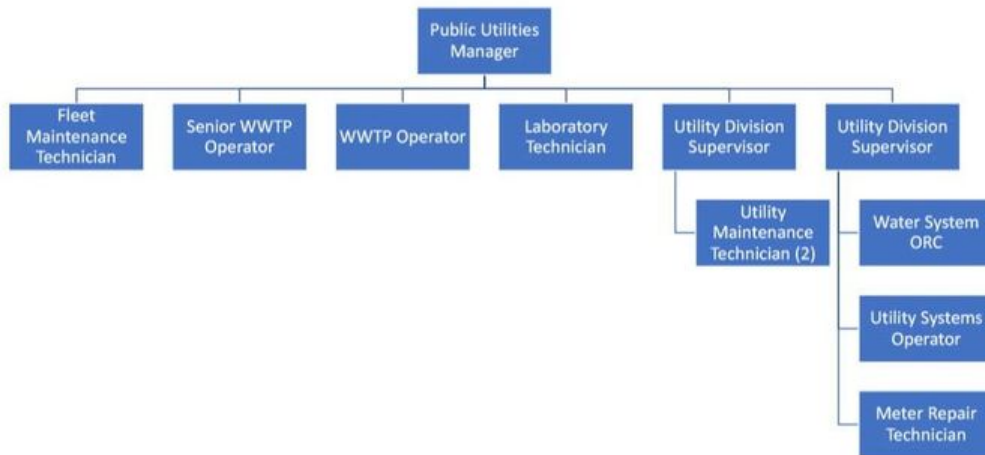 Public Utilities
Manager
Fleet
Maintenance
Technician
Senior WWTP
Operator
WWTP Operator
Laboratory
Technician
Utility Division
Supervisor
Utility Division
Supervisor
Utility
Maintenance
Technician (2)
Water System
ORC
Utility Systems
Operator
Meter Repair
Technician